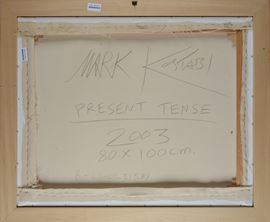 MARK KOSTABI
PRESENT TENSE
2003
80 X 100 cm.